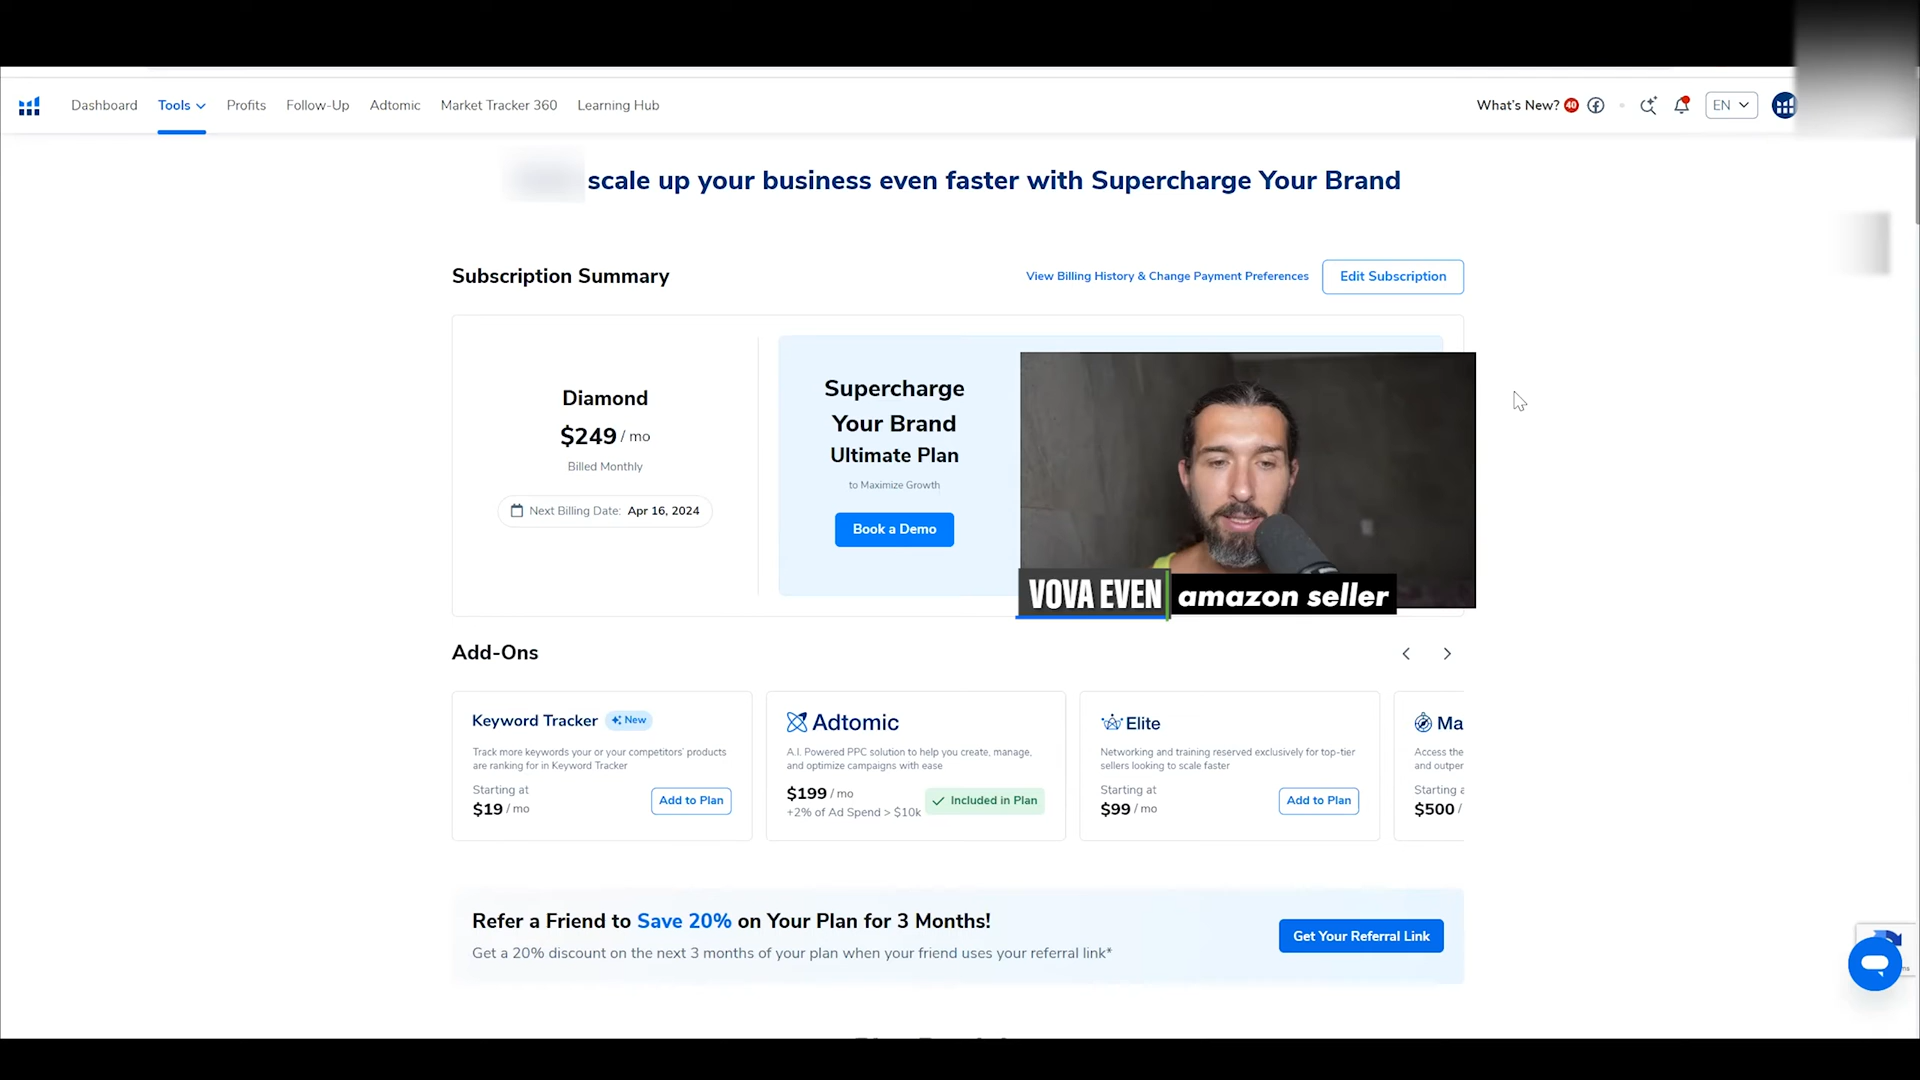 Dashboard Tools Profits Follow-Up Adtomic Market Tracker 360 Learning Hub What's New? 40 EN
scale up your business even faster with Supercharge Your Brand
Subscription Summary View Billing History & Change Payment Preferences Edit Subscription
Diamond
$249 / mo
Billed Monthly
Next Billing Date: Apr 16, 2024
Supercharge
Your Brand
Ultimate Plan
to Maximize Growth
Book a Demo
VOVA EVEN amazon seller
Add-Ons
Keyword Tracker New
Track more keywords your or your competitors' products
are ranking for in Keyword Tracker
Starting at
$19 / mo
Add to Plan
Adtomic
A.I. Powered PPC solution to help you create, manage,
and optimize campaigns with ease
$199 / mo
+2% of Ad Spend > $10k
Included in Plan
Elite
Networking and training reserved exclusively for top-tier
sellers looking to scale faster
Starting at
$99 / mo
Add to Plan
Ma
Access the
and outper
Starting a
$500 /
Refer a Friend to Save 20% on Your Plan for 3 Months!
Get a 20% discount on the next 3 months of your plan when your friend uses your referral link*
Get Your Referral Link